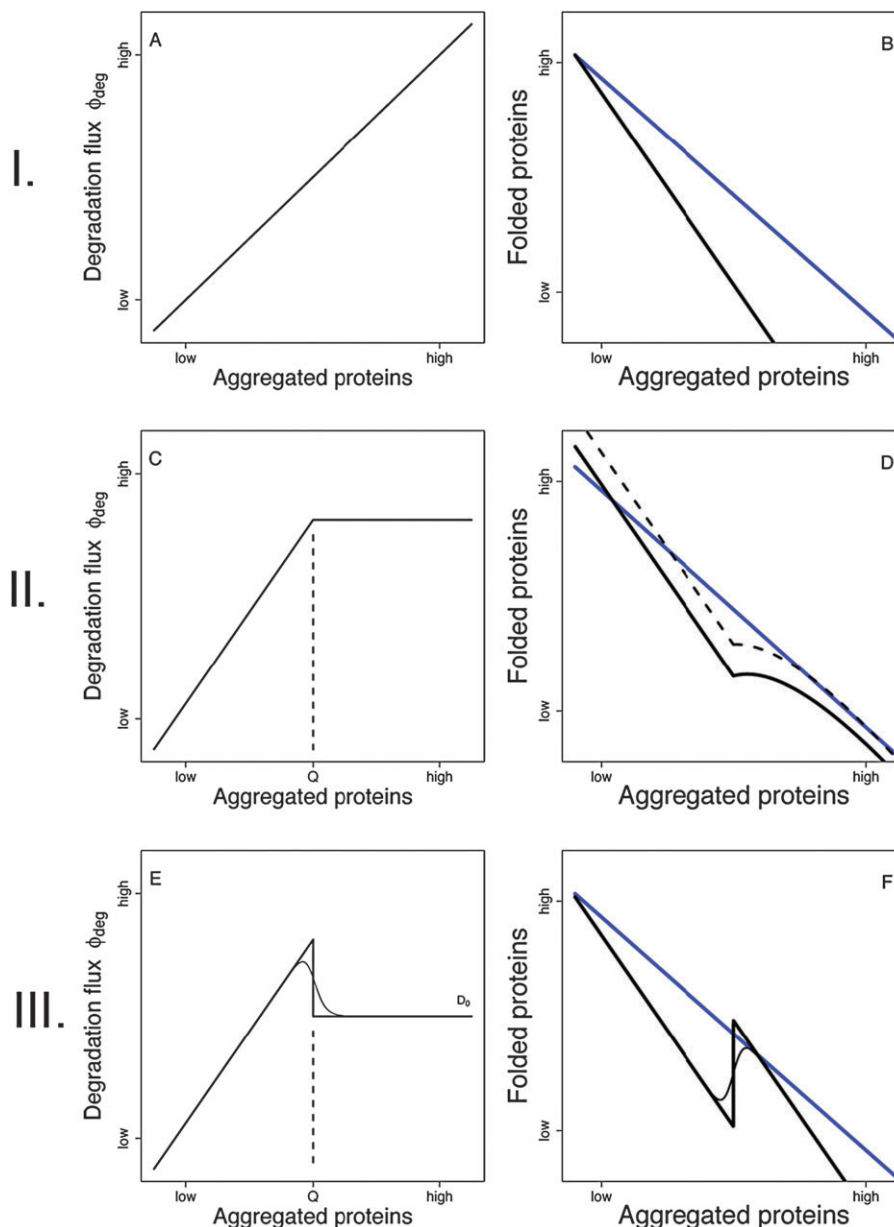 I.
A
high
low
Degradation flux ϕdeg
low
high
Aggregated proteins
B
high
low
Folded proteins
low
high
Aggregated proteins
II.
C
high
low
Degradation flux ϕdeg
low
Q
high
Aggregated proteins
D
high
low
Folded proteins
low
high
Aggregated proteins
III.
E
high
low
Degradation flux ϕdeg
D₀
low
Q
high
Aggregated proteins
F
high
low
Folded proteins
low
high
Aggregated proteins